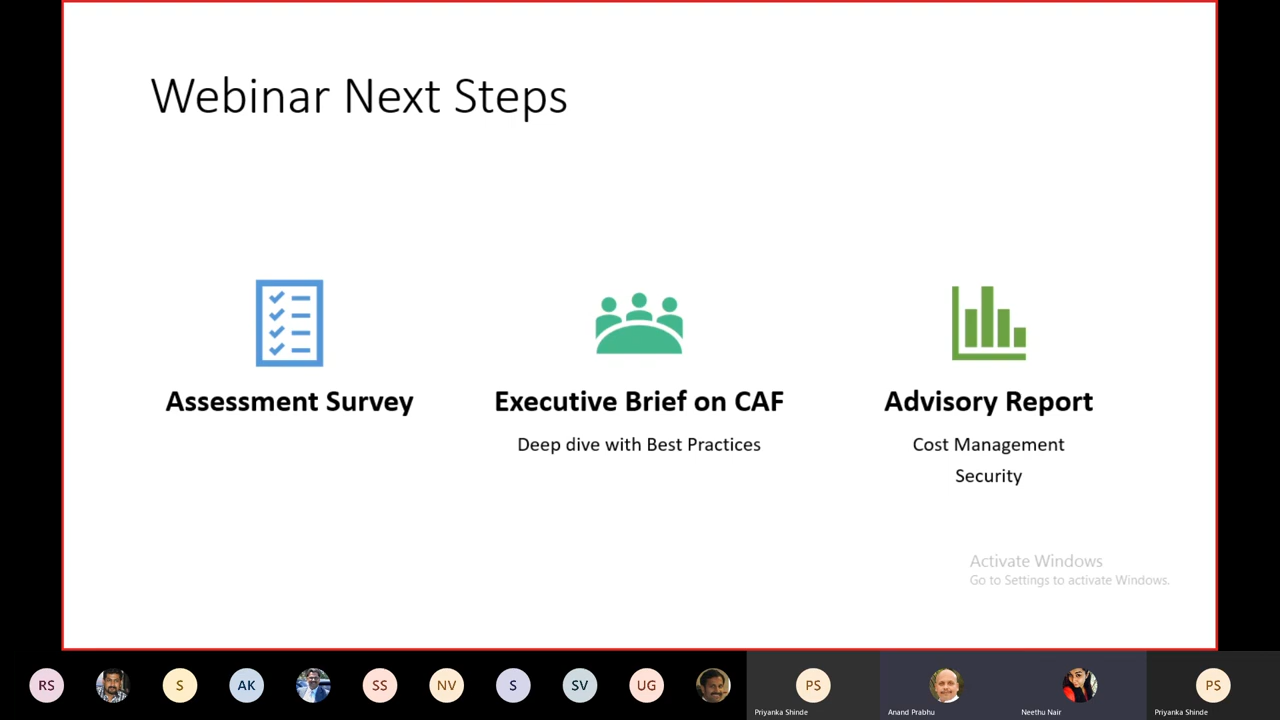 Webinar Next Steps
Assessment Survey
Executive Brief on CAF
Deep dive with Best Practices
Advisory Report
Cost Management
Security
Activate Windows
Go to Settings to activate Windows.
RS
S
AK
SS
NV
S
SV
UG
PS
Priyanka Shinde
Anand Prabhu
Neethu Nair
PS
Priyanka Shinde